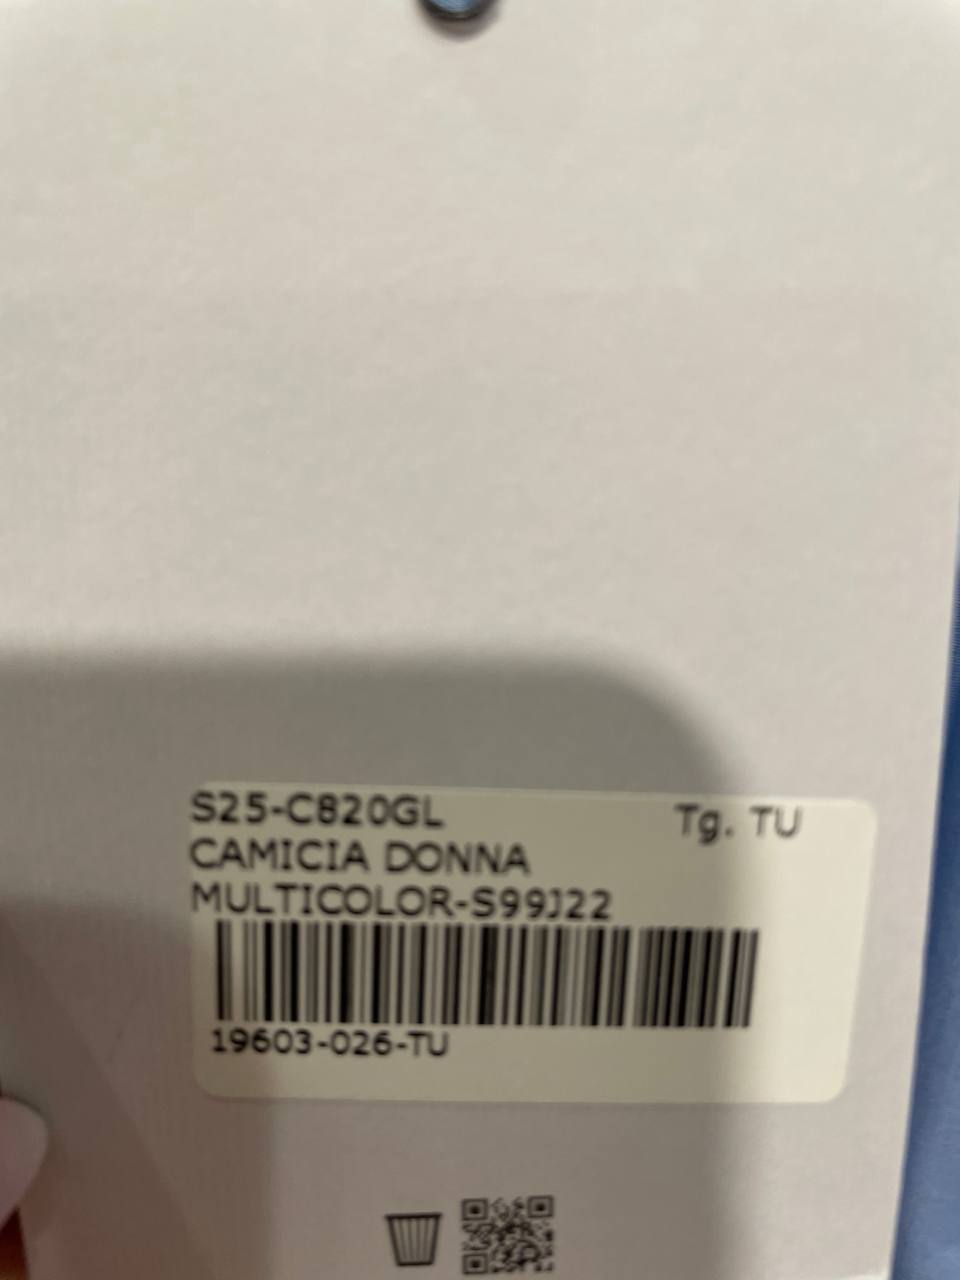 S25-C820GL Tg. TU
CAMICIA DONNA
MULTICOLOR-S99J22
19603-026-TU